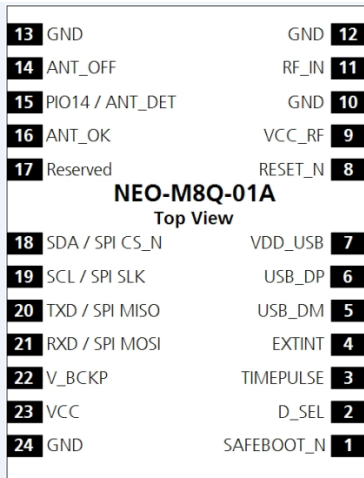 13 GND GND 12
14 ANT_OFF RF_IN 11
15 PIO14 / ANT_DET GND 10
16 ANT_OK VCC_RF 9
17 Reserved RESET_N 8
NEO-M8Q-01A
Top View
18 SDA / SPI CS_N VDD_USB 7
19 SCL / SPI SLK USB_DP 6
20 TXD / SPI MISO USB_DM 5
21 RXD / SPI MOSI EXTINT 4
22 V_BCKP TIMEPULSE 3
23 VCC D_SEL 2
24 GND SAFEBOOT_N 1